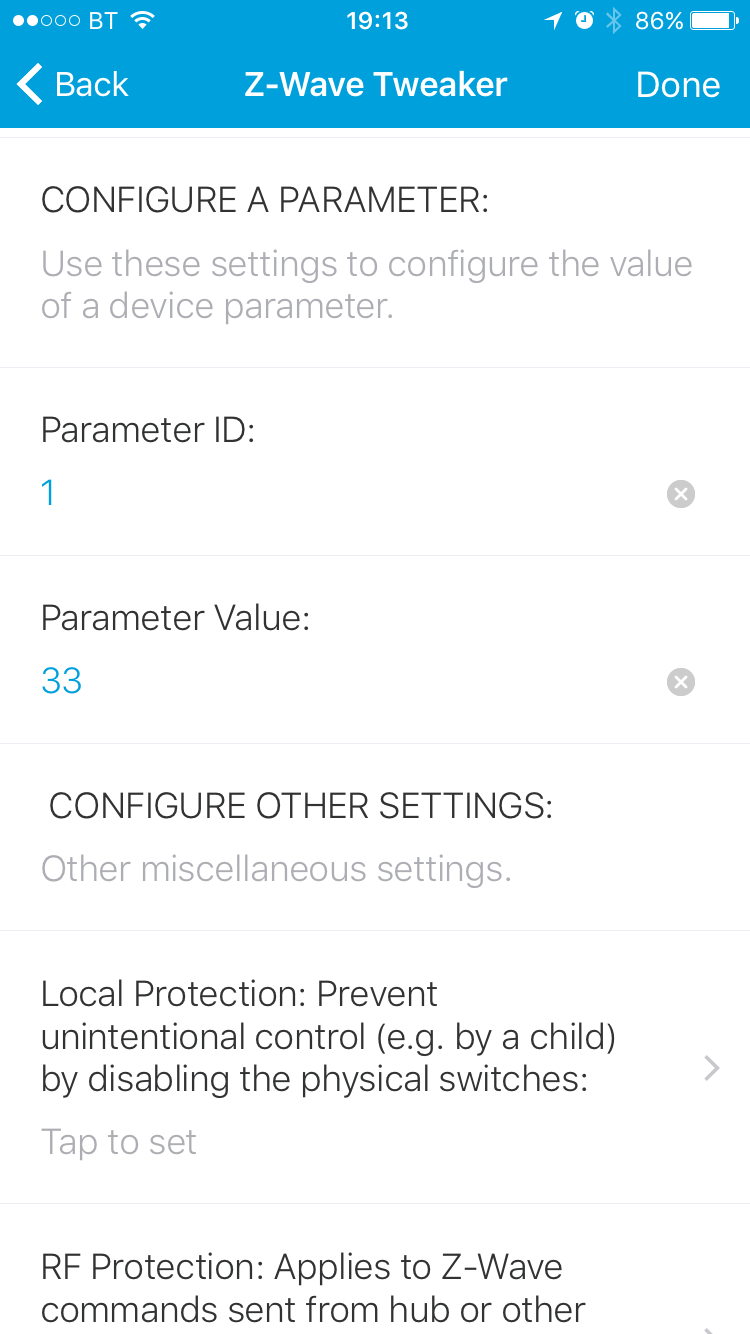 BT 19:13 86%
Back Z-Wave Tweaker Done
CONFIGURE A PARAMETER:
Use these settings to configure the value
of a device parameter.
Parameter ID:
1
Parameter Value:
33
CONFIGURE OTHER SETTINGS:
Other miscellaneous settings.
Local Protection: Prevent
unintentional control (e.g. by a child)
by disabling the physical switches:
Tap to set
RF Protection: Applies to Z-Wave
commands sent from hub or other